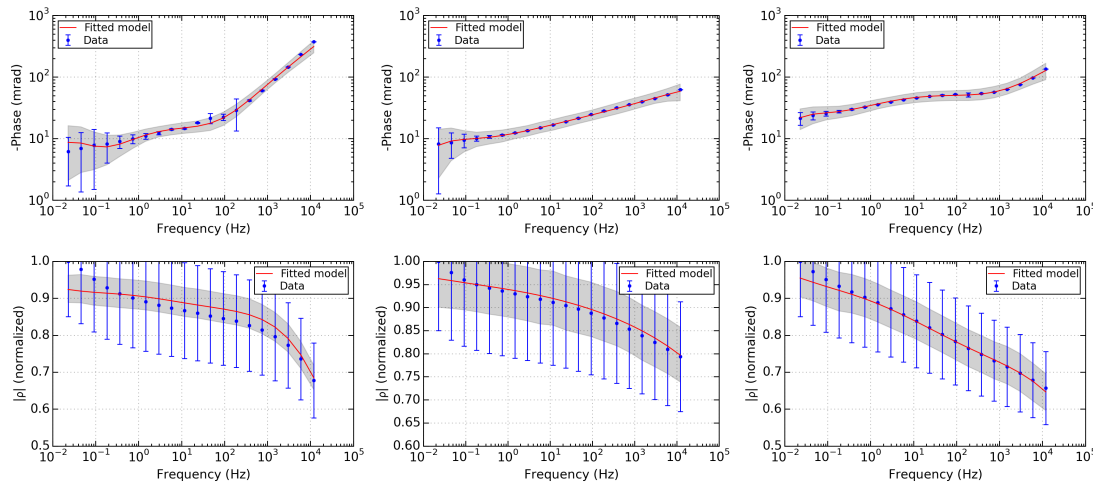 10³
10²
10¹
10⁰
-Phase (mrad)
Fitted model
Data
10⁻² 10⁻¹ 10⁰ 10¹ 10² 10³ 10⁴ 10⁵
Frequency (Hz)
10³
10²
10¹
10⁰
-Phase (mrad)
Fitted model
Data
10⁻² 10⁻¹ 10⁰ 10¹ 10² 10³ 10⁴ 10⁵
Frequency (Hz)
10³
10²
10¹
10⁰
-Phase (mrad)
Fitted model
Data
10⁻² 10⁻¹ 10⁰ 10¹ 10² 10³ 10⁴ 10⁵
Frequency (Hz)
1.0
0.9
0.8
0.7
0.6
0.5
|ρ| (normalized)
Fitted model
Data
10⁻² 10⁻¹ 10⁰ 10¹ 10² 10³ 10⁴ 10⁵
Frequency (Hz)
1.00
0.95
0.90
0.85
0.80
0.75
0.70
0.65
0.60
|ρ| (normalized)
Fitted model
Data
10⁻² 10⁻¹ 10⁰ 10¹ 10² 10³ 10⁴ 10⁵
Frequency (Hz)
1.0
0.9
0.8
0.7
0.6
0.5
|ρ| (normalized)
Fitted model
Data
10⁻² 10⁻¹ 10⁰ 10¹ 10² 10³ 10⁴ 10⁵
Frequency (Hz)